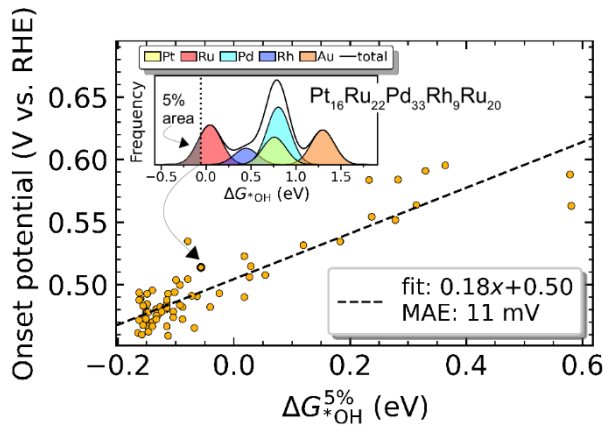 Pt Ru Pd Rh Au total
5%
area
Pt₁₆Ru₂₂Pd₃₃Rh₉Ru₂₀
Frequency
−0.5 0.0 0.5 1.0 1.5
ΔG*OH (eV)
Onset potential (V vs. RHE)
0.65
0.60
0.55
0.50
fit: 0.18x+0.50
MAE: 11 mV
−0.2 0.0 0.2 0.4 0.6
ΔG*OH^5% (eV)